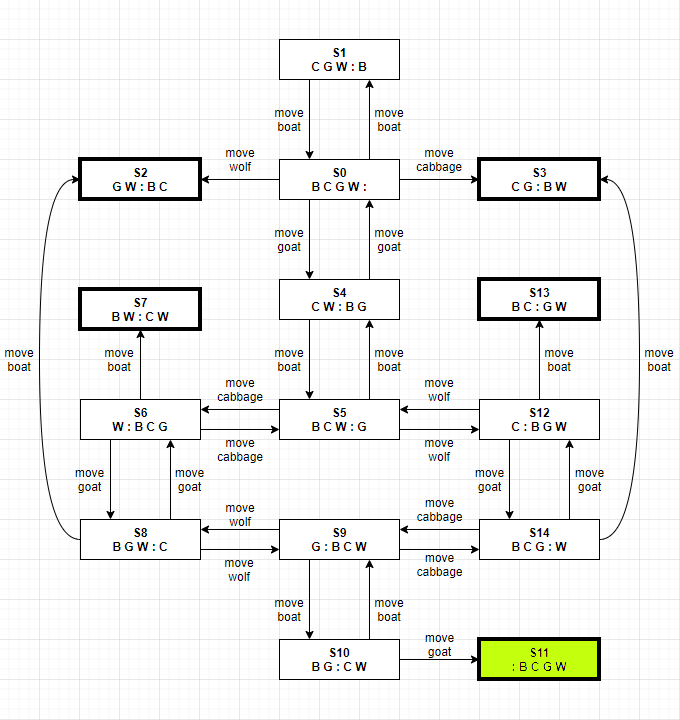 S1
C G W : B
move
boat
move
boat
move
wolf
move
cabbage
S2
G W : B C
S0
B C G W :
S3
C G : B W
move
goat
move
goat
S7
B W : C W
S4
C W : B G
S13
B C : G W
move
boat
move
boat
move
boat
move
boat
move
boat
move
boat
move
cabbage
move
wolf
S6
W : B C G
S5
B C W : G
S12
C : B G W
move
cabbage
move
wolf
move
goat
move
goat
move
goat
move
goat
move
wolf
move
cabbage
S8
B G W : C
S9
G : B C W
S14
B C G : W
move
wolf
move
cabbage
move
boat
move
boat
S10
B G : C W
move
goat
S11
: B C G W